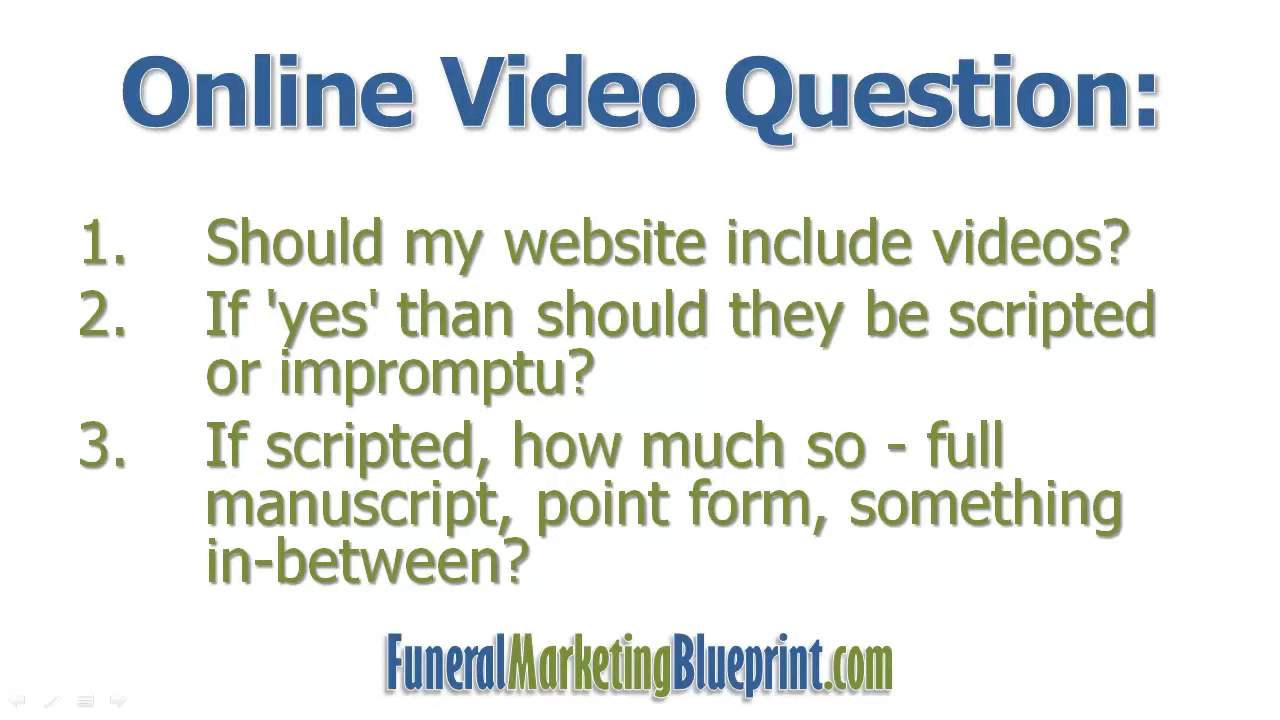 Online Video Question:
1. Should my website include videos?
2. If 'yes' than should they be scripted
or impromptu?
3. If scripted, how much so - full
manuscript, point form, something
in-between?
FuneralMarketingBlueprint.com